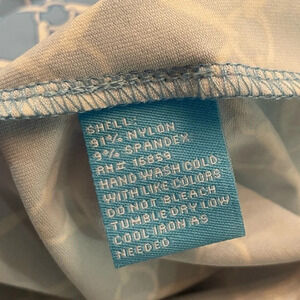 SHELL:
91% NYLON
9% SPANDEX
RN# 15859
HAND WASH COLD
WITH LIKE COLORS
DO NOT BLEACH
TUMBLE DRY LOW
COOL IRON AS
NEEDED